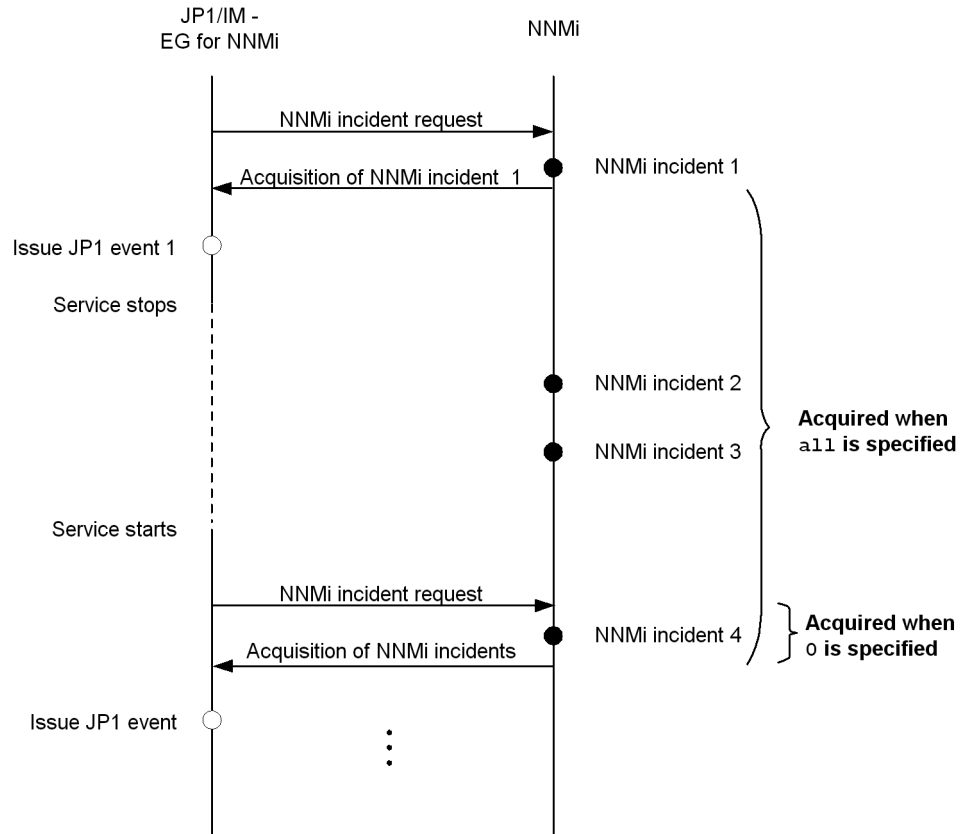 JP1/IM -
EG for NNMi
NNMi
NNMi incident request
NNMi incident 1
Acquisition of NNMi incident 1
Issue JP1 event 1
Service stops
NNMi incident 2
Acquired when
all is specified
NNMi incident 3
Service starts
NNMi incident request
NNMi incident 4
Acquired when
0 is specified
Acquisition of NNMi incidents
Issue JP1 event